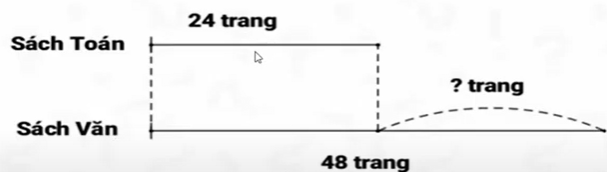 24 trang
Sách Toán
? trang
Sách Văn
48 trang